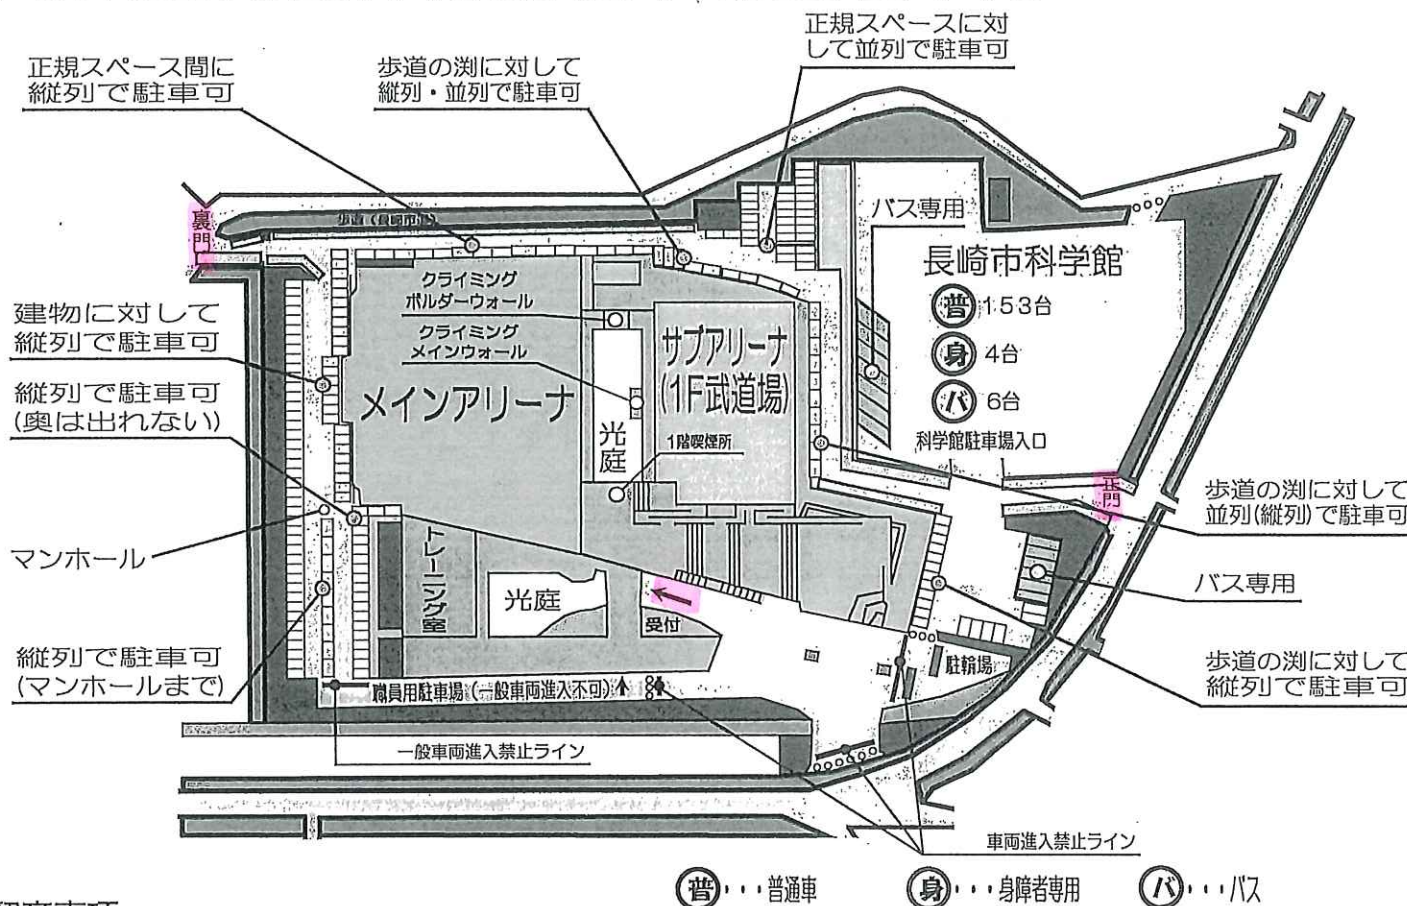 正規スペースに対
して並列で駐車可
正規スペース間に
縦列で駐車可
歩道の渕に対して
縦列・並列で駐車可
裏門
バス専用
長崎市科学館
普 153台
身 4台
バ 6台
科学館駐車場入口
クライミング
ボルダーウォール
クライミング
メインウォール
建物に対して
縦列で駐車可
メインアリーナ
サブアリーナ
(1F武道場)
縦列で駐車可
(奥は出れない)
光庭
1階喫煙所
正門
歩道の渕に対して
並列(縦列)で駐車可
マンホール
トレーニング室
光庭
受付
バス専用
縦列で駐車可
(マンホールまで)
駐輪場
歩道の渕に対して
縦列で駐車可
職員用駐車場(一般車両進入不可)
一般車両進入禁止ライン
車両進入禁止ライン
普・・・普通車
身・・・身障者専用
バ・・・バス